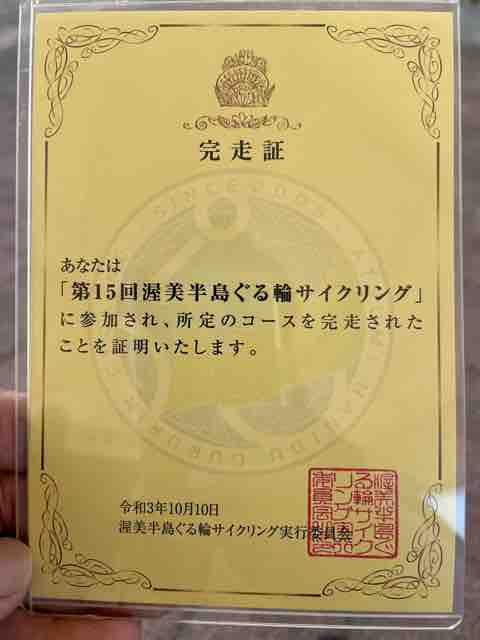 完走証
あなたは
「第15回渥美半島ぐる輪サイクリング」
に参加され、所定のコースを完走された
ことを証明いたします。
令和3年10月10日
渥美半島ぐる輪サイクリング実行委員会
SINCE